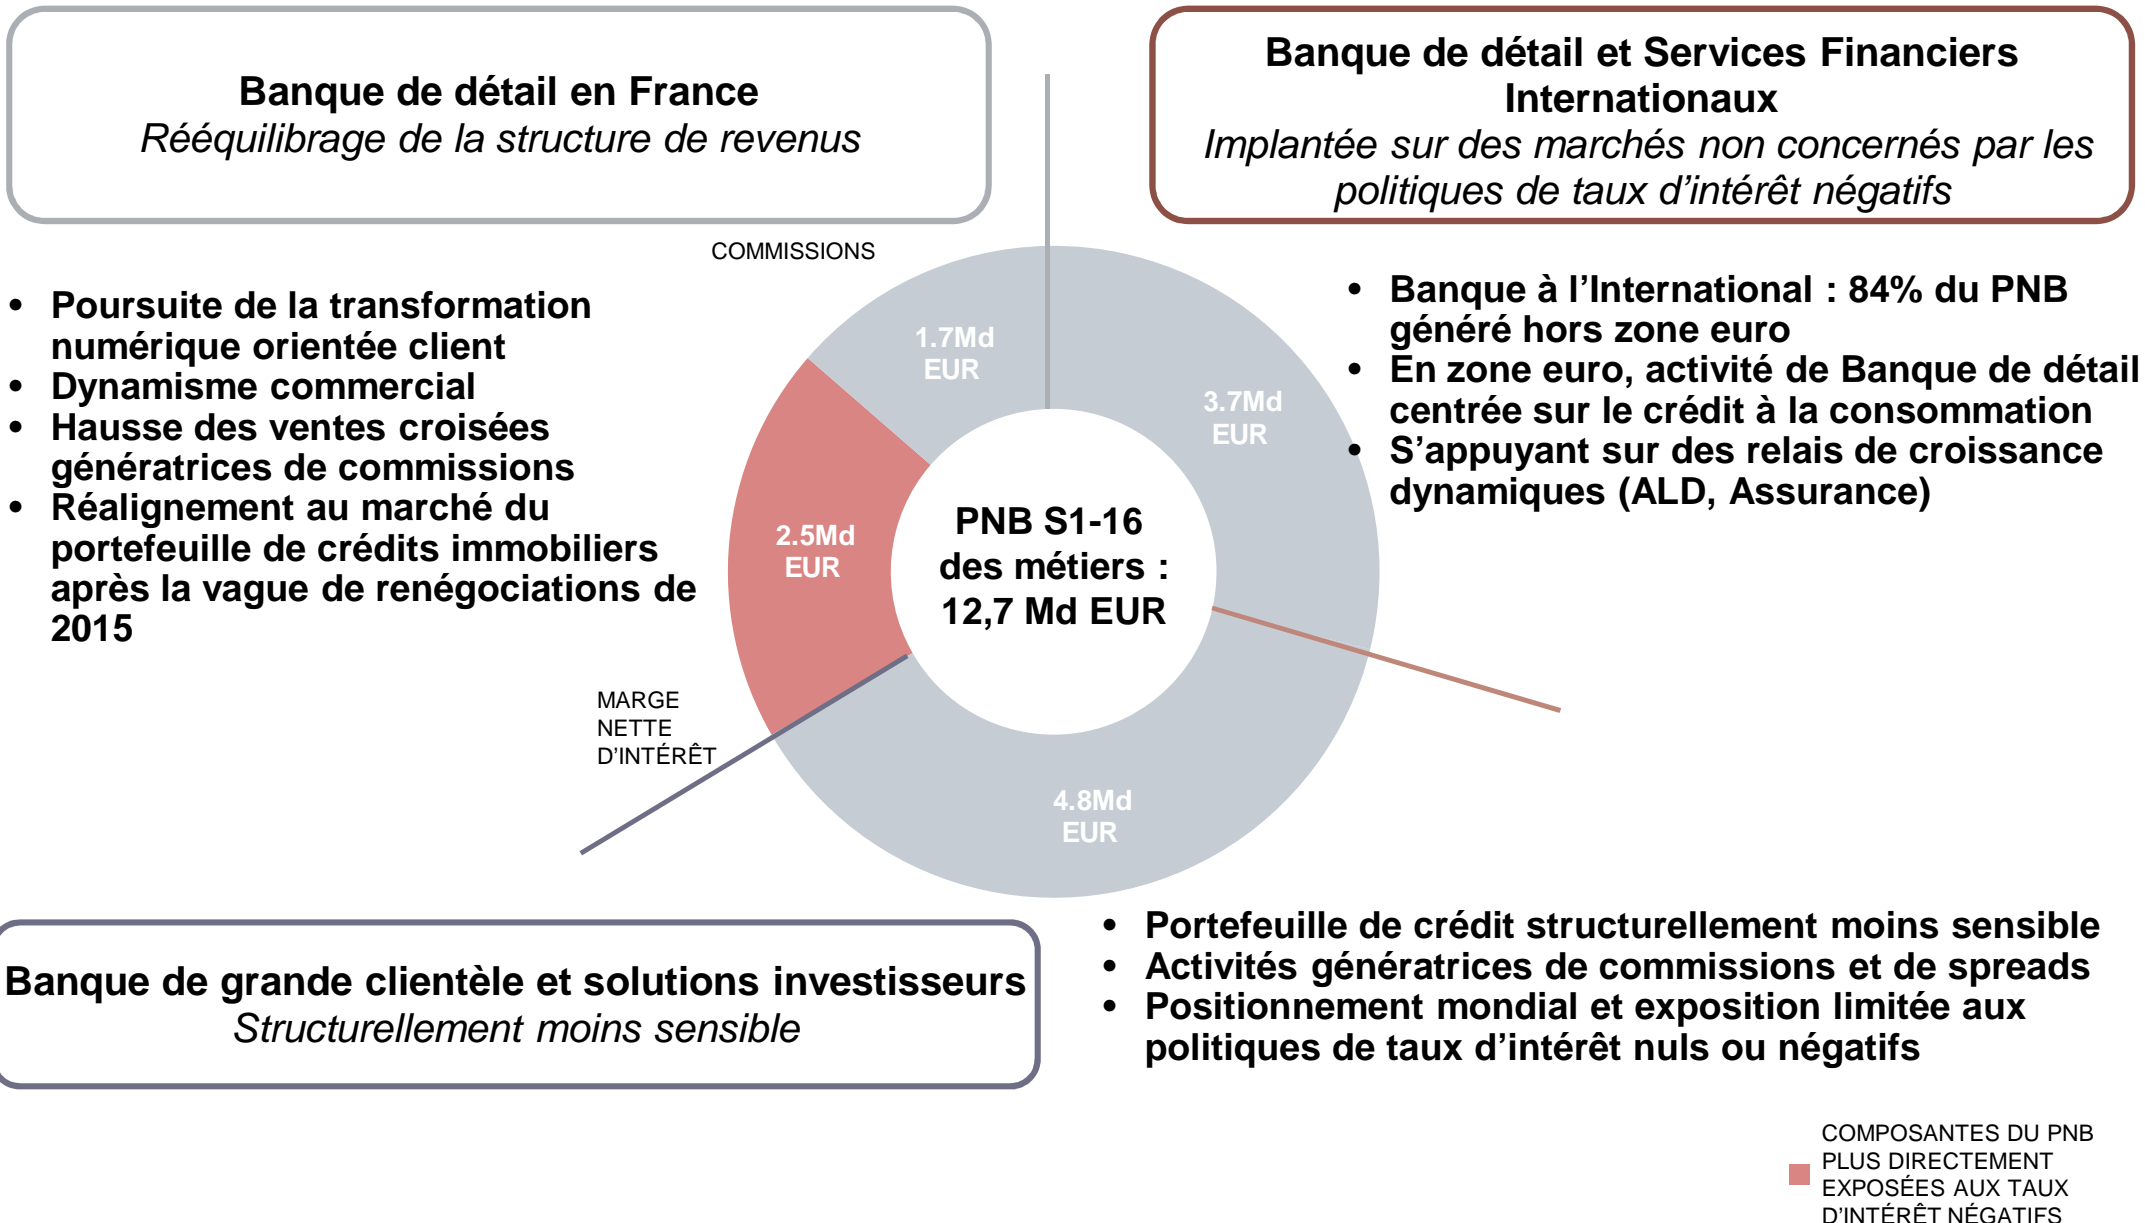 Banque de détail en France
Rééquilibrage de la structure de revenus
Banque de détail et Services Financiers
Internationaux
Implantée sur des marchés non concernés par les
politiques de taux d’intérêt négatifs
COMMISSIONS
• Poursuite de la transformation
numérique orientée client
• Dynamisme commercial
• Hausse des ventes croisées
génératrices de commissions
• Réalignement au marché du
portefeuille de crédits immobiliers
après la vague de renégociations de
2015
1.7Md
EUR
3.7Md
EUR
2.5Md
EUR
PNB S1-16
des métiers :
12,7 Md EUR
4.8Md
EUR
• Banque à l’International : 84% du PNB
généré hors zone euro
• En zone euro, activité de Banque de détail
centrée sur le crédit à la consommation
• S’appuyant sur des relais de croissance
dynamiques (ALD, Assurance)
MARGE
NETTE
D’INTÉRÊT
Banque de grande clientèle et solutions investisseurs
Structurellement moins sensible
• Portefeuille de crédit structurellement moins sensible
• Activités génératrices de commissions et de spreads
• Positionnement mondial et exposition limitée aux
politiques de taux d’intérêt nuls ou négatifs
COMPOSANTES DU PNB
PLUS DIRECTEMENT
EXPOSÉES AUX TAUX
D’INTÉRÊT NÉGATIFS